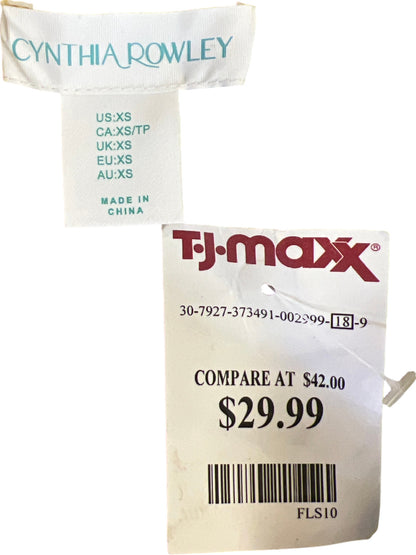 CYNTHIA ROWLEY
US:XS
CA:XS/TP
UK:XS
EU:XS
AU:XS
MADE IN
CHINA
T·J·maxx®
30-7927-373491-002999-18-9
COMPARE AT $42.00
$29.99
FLS10